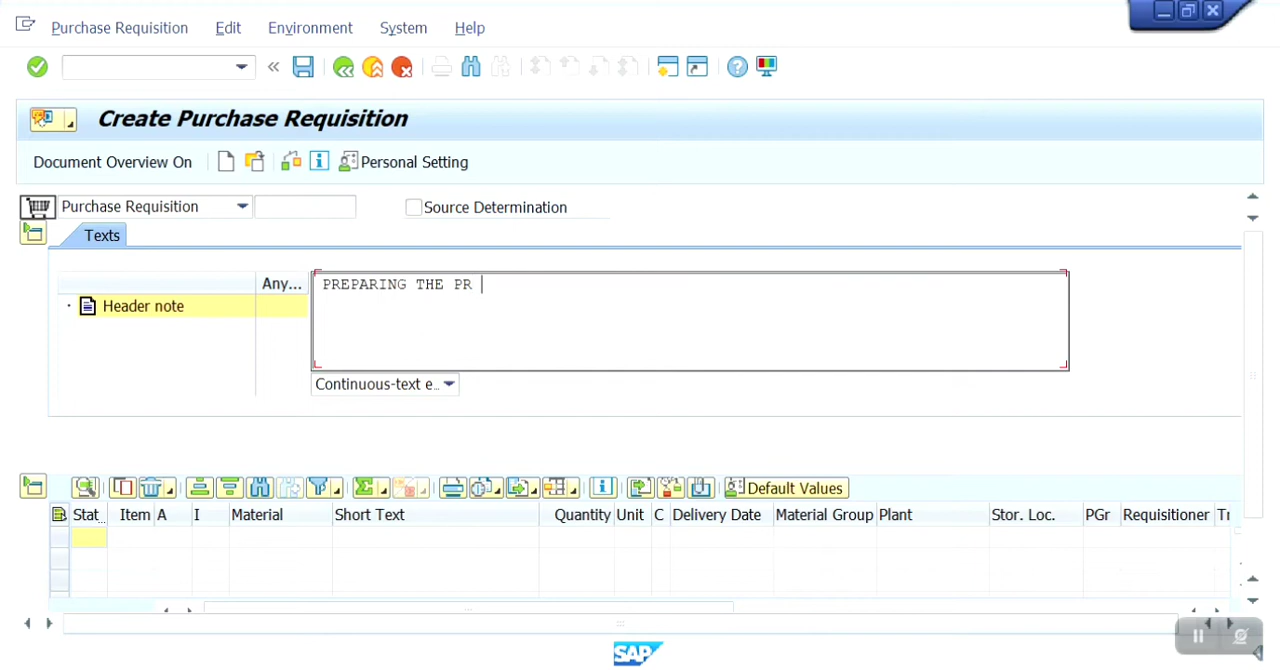 Purchase Requisition Edit Environment System Help
Create Purchase Requisition
Document Overview On Personal Setting
Purchase Requisition Source Determination
Texts
Any... PREPARING THE PR
Header note
Continuous-text e..
Default Values
Stat Item A I Material Short Text Quantity Unit C Delivery Date Material Group Plant Stor. Loc. PGr Requisitioner Tr
SAP